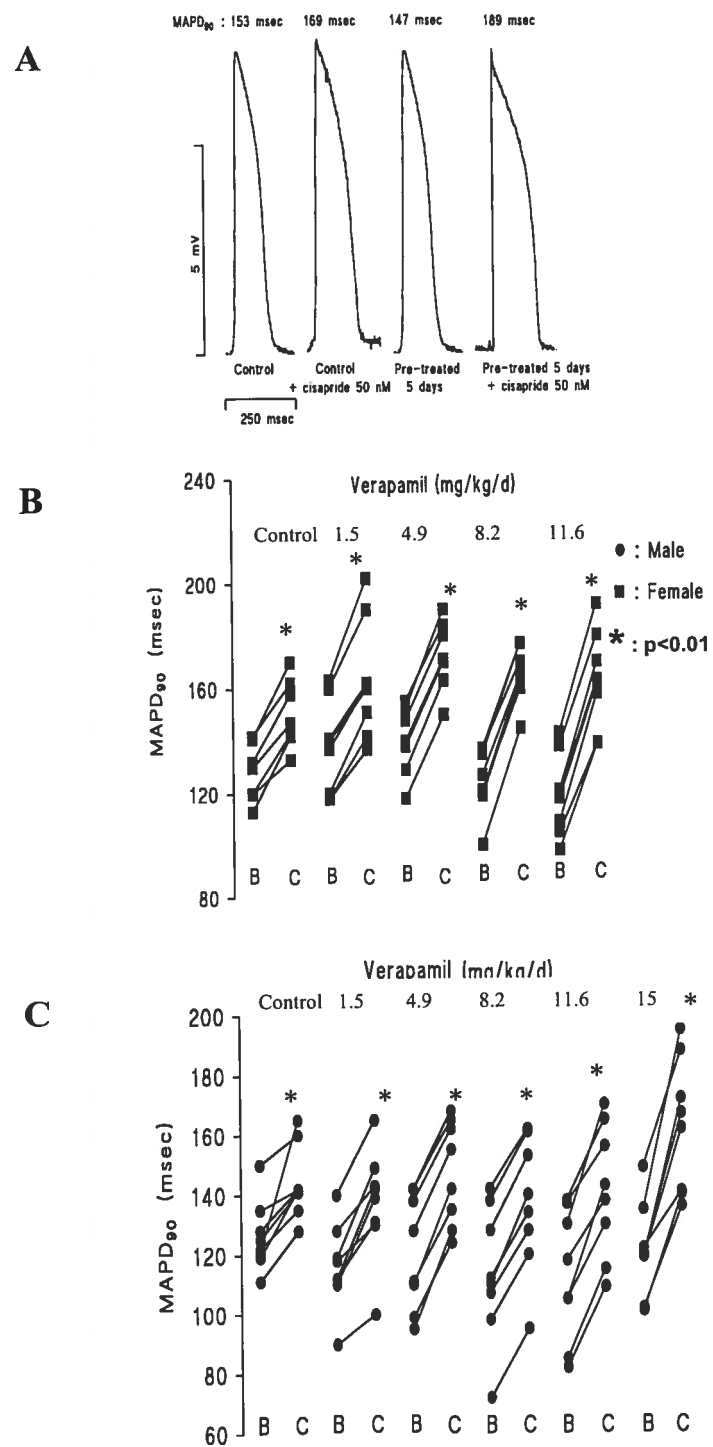 MAPD90 : 153 msec 169 msec 147 msec 189 msec
A
5 mV
Control Control Pre-treated Pre-treated 5 days
+ cisapride 50 nM 5 days + cisapride 50 nM
250 msec
B
Verapamil (mg/kg/d)
Control 1.5 4.9 8.2 11.6
● : Male
■ : Female
* : p<0.01
* * * * *
MAPD90 (msec)
240
200
160
120
80
B C B C B C B C B C
C
Verapamil (mg/kg/d)
Control 1.5 4.9 8.2 11.6 15
* * * * * *
MAPD90 (msec)
200
180
160
140
120
100
80
60
B C B C B C B C B C B C